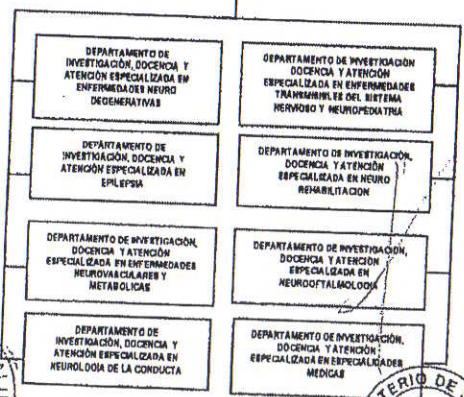 DEPARTAMENTO DE
INVESTIGACIÓN, DOCENCIA Y
ATENCIÓN ESPECIALIZADA EN
ENFERMEDADES NEURO
DEGENERATIVAS
DEPARTAMENTO DE INVESTIGACIÓN
DOCENCIA Y ATENCIÓN
ESPECIALIZADA EN ENFERMEDADES
TRANSMISIBLES DEL SISTEMA
NERVIOSO Y NEUROPEDIATRIA
DEPARTAMENTO DE
INVESTIGACIÓN, DOCENCIA Y
ATENCIÓN ESPECIALIZADA EN
EPILEPSIA
DEPARTAMENTO DE INVESTIGACIÓN,
DOCENCIA Y ATENCIÓN
ESPECIALIZADA EN NEURO
REHABILITACION
DEPARTAMENTO DE INVESTIGACIÓN,
DOCENCIA Y ATENCIÓN
ESPECIALIZADA EN ENFERMEDADES
NEUROVASCULARES Y
METABOLICAS
DEPARTAMENTO DE INVESTIGACIÓN,
DOCENCIA Y ATENCIÓN
ESPECIALIZADA EN
NEUROOFTALMOLOGIA
DEPARTAMENTO DE
INVESTIGACIÓN, DOCENCIA Y
ATENCIÓN ESPECIALIZADA EN
NEUROLOGIA DE LA CONDUCTA
DEPARTAMENTO DE INVESTIGACIÓN,
DOCENCIA Y ATENCIÓN
ESPECIALIZADA EN ESPECIALIDADES
MEDICAS
DE